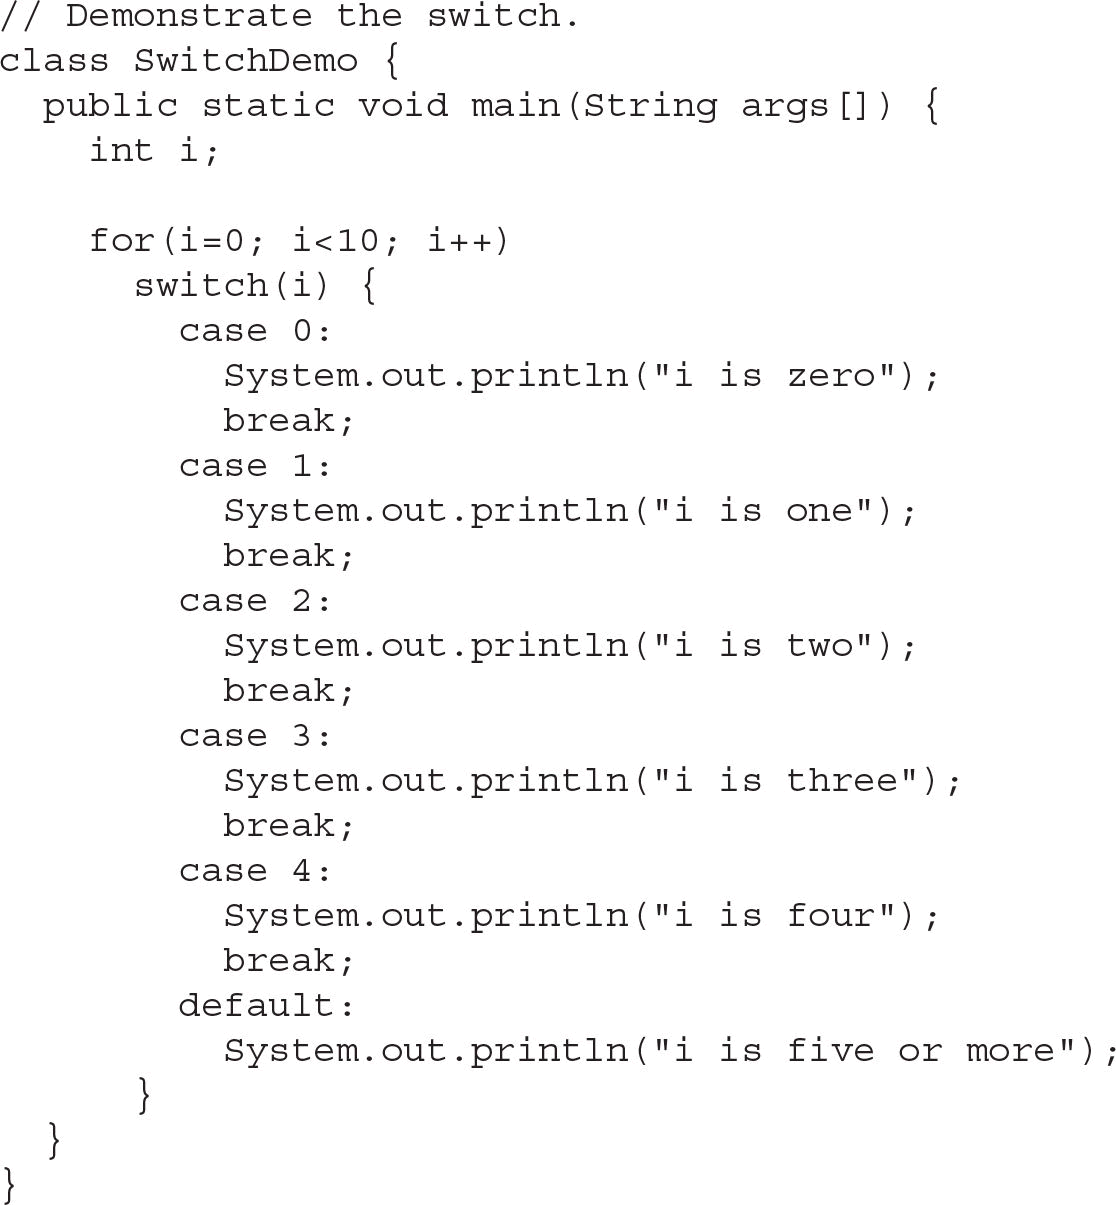 // Demonstrate the switch.
class SwitchDemo {
  public static void main(String args[]) {
    int i;

    for(i=0; i<10; i++)
      switch(i) {
        case 0:
          System.out.println("i is zero");
          break;
        case 1:
          System.out.println("i is one");
          break;
        case 2:
          System.out.println("i is two");
          break;
        case 3:
          System.out.println("i is three");
          break;
        case 4:
          System.out.println("i is four");
          break;
        default:
          System.out.println("i is five or more");
      }
  }
}